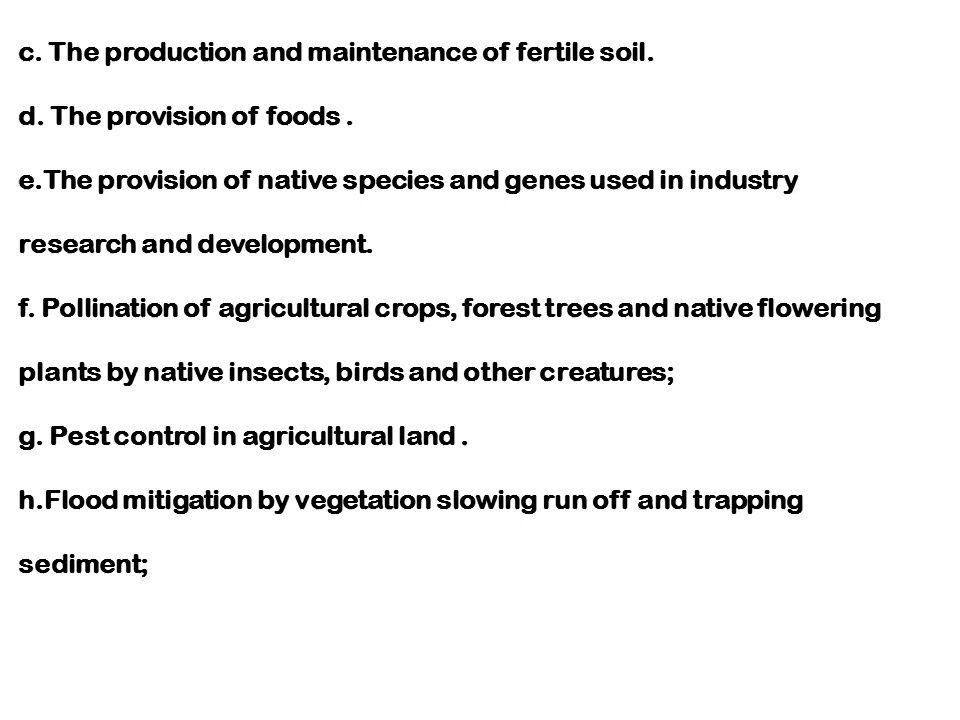 c. The production and maintenance of fertile soil.
d. The provision of foods .
e.The provision of native species and genes used in industry
research and development.
f. Pollination of agricultural crops, forest trees and native flowering
plants by native insects, birds and other creatures;
g. Pest control in agricultural land .
h.Flood mitigation by vegetation slowing run off and trapping
sediment;